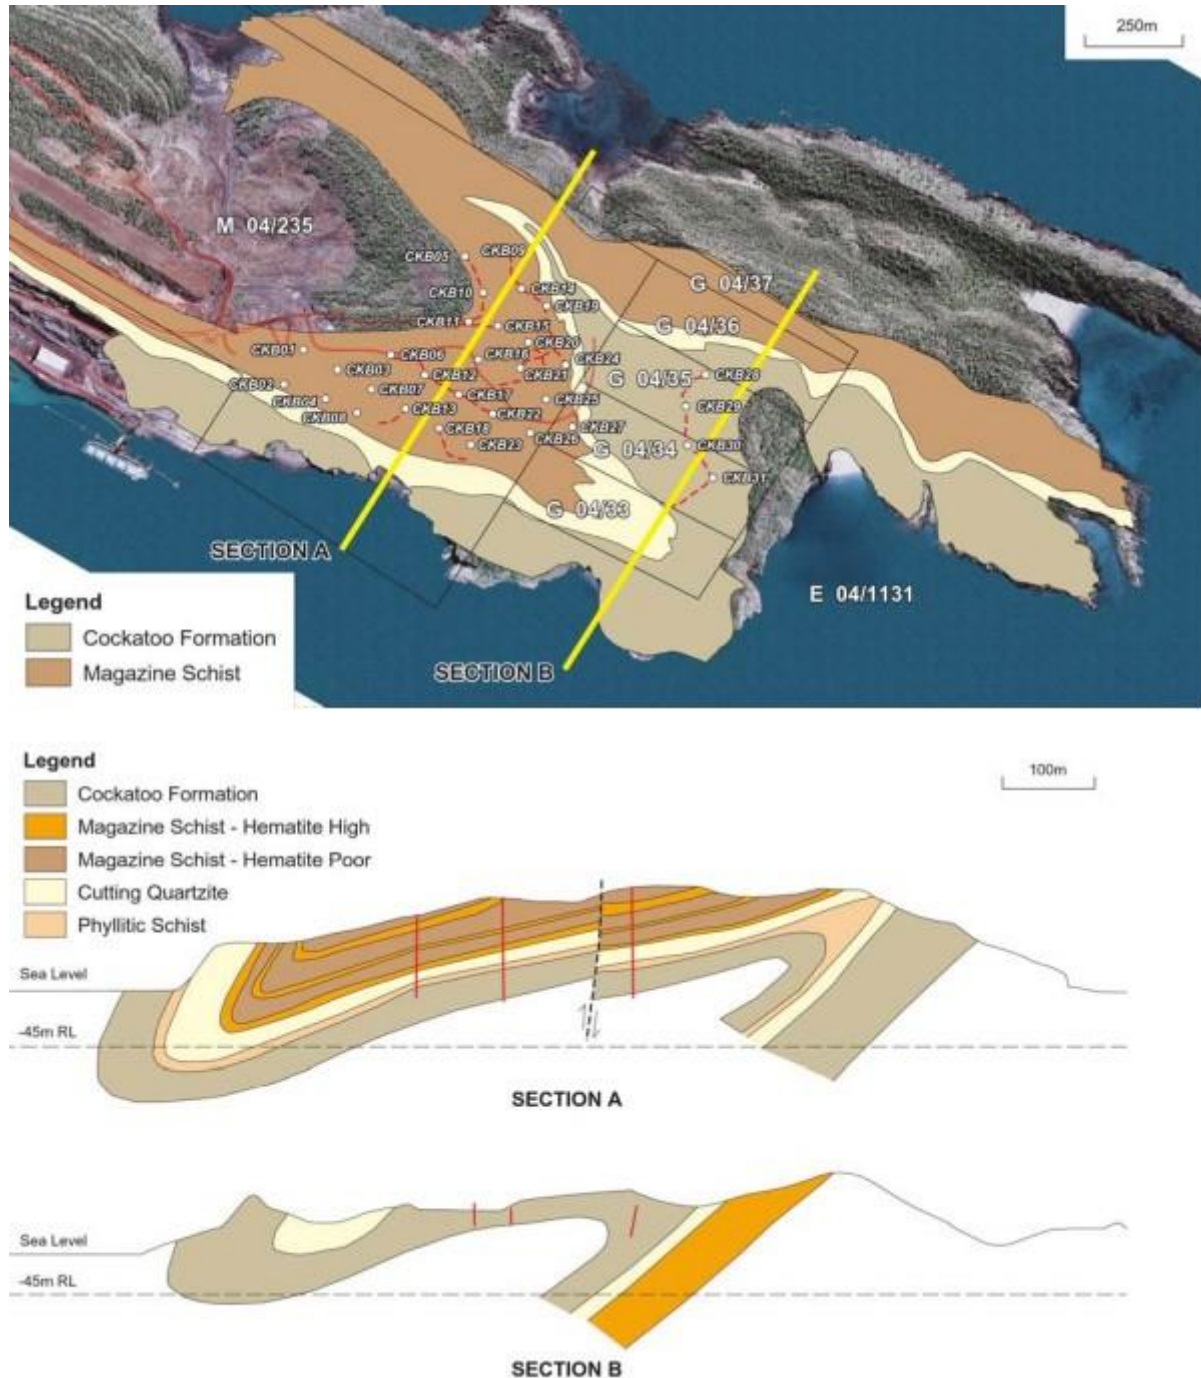 250m
M 04/235
CKB05
CKB09
CKB10
CKB14
CKB19
CKB11
CKB15
CKB20
CKB01
CKB06
CKB16
CKB24
CKB03
CKB12
CKB21
CKB02
CKB07
CKB17
CKB25
CKB04
CKB08
CKB13
CKB22
CKB18
CKB26
CKB27
CKB23
G 04/37
G 04/36
G 04/35
CKB28
CKB29
G 04/34
CKB30
CKB31
G 04/33
SECTION A
SECTION B
E 04/1131
Legend
Cockatoo Formation
Magazine Schist
Legend
Cockatoo Formation
Magazine Schist - Hematite High
Magazine Schist - Hematite Poor
Cutting Quartzite
Phyllitic Schist
100m
Sea Level
-45m RL
SECTION A
Sea Level
-45m RL
SECTION B